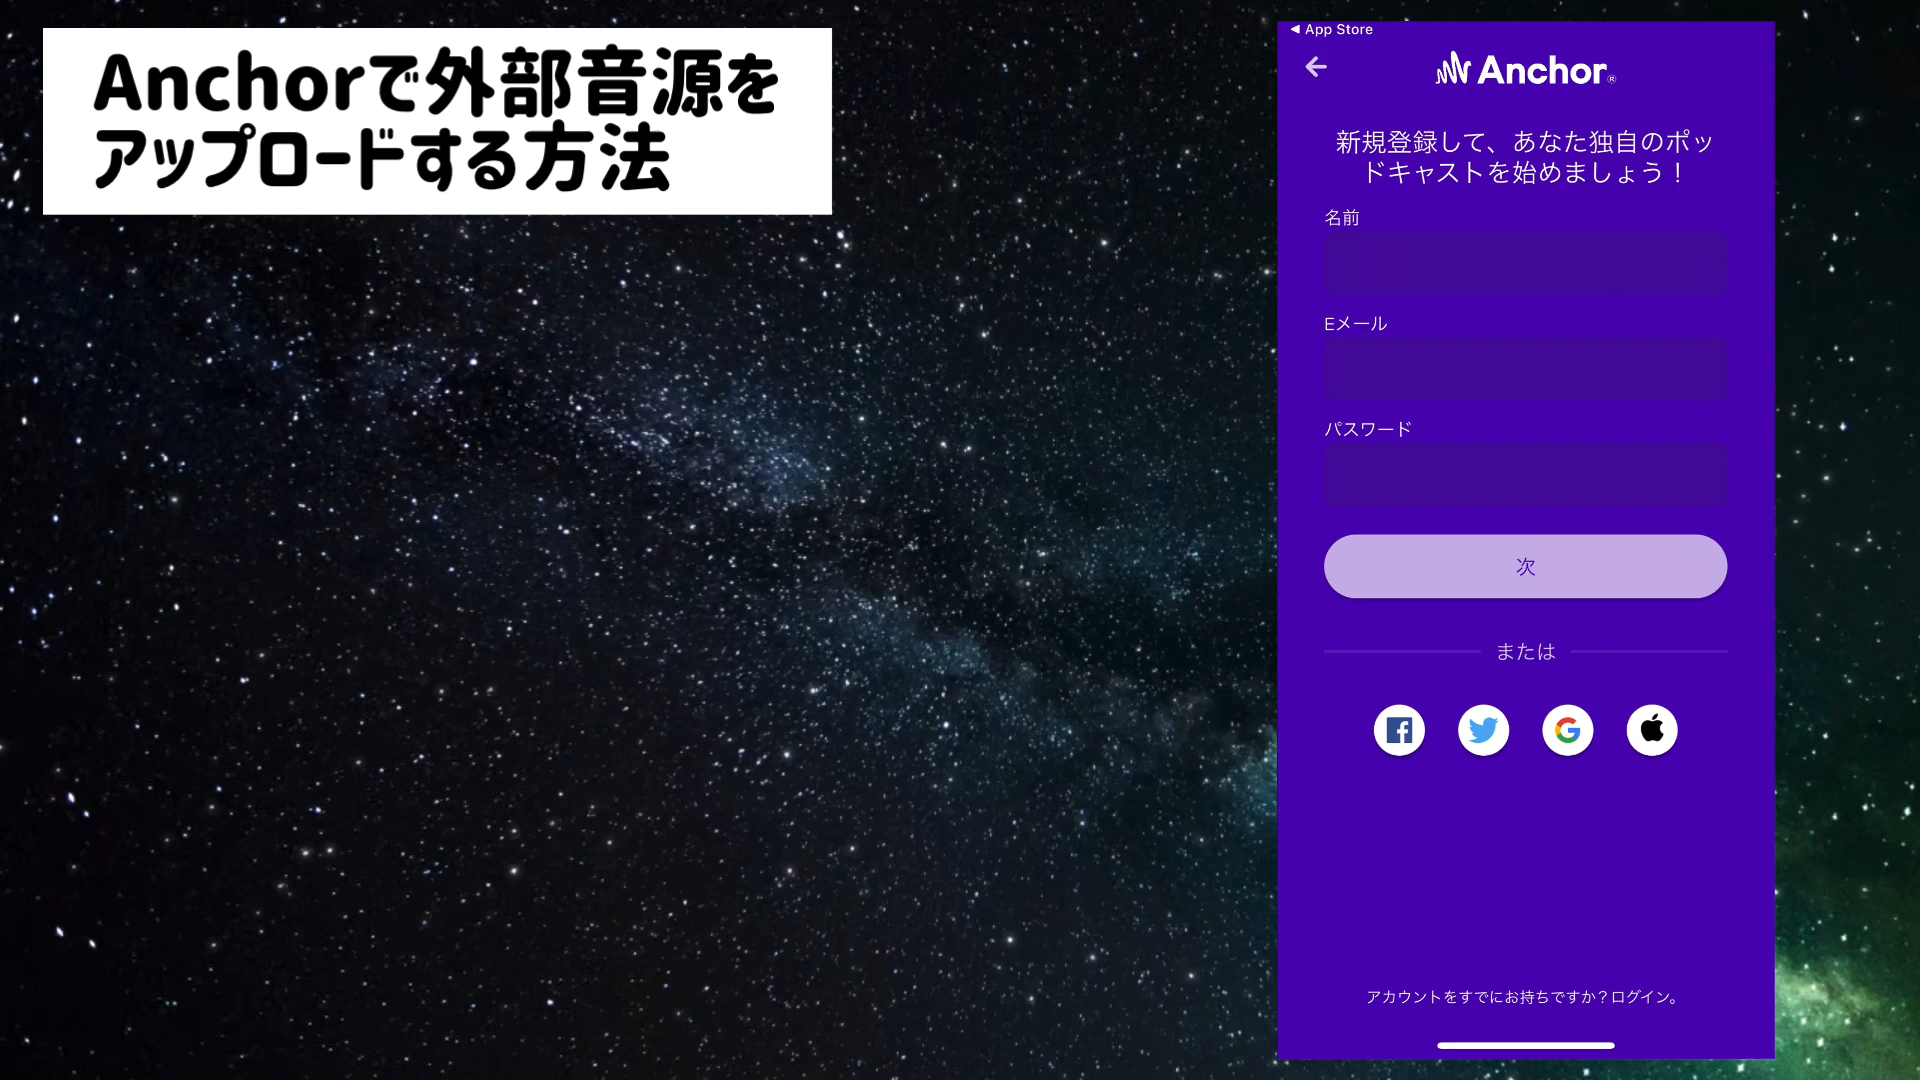 Anchorで外部音源を
アップロードする方法
◀ App Store
Anchor®
新規登録して、あなた独自のポッ
ドキャストを始めましょう！
名前
Eメール
パスワード
次
または
アカウントをすでにお持ちですか？ログイン。